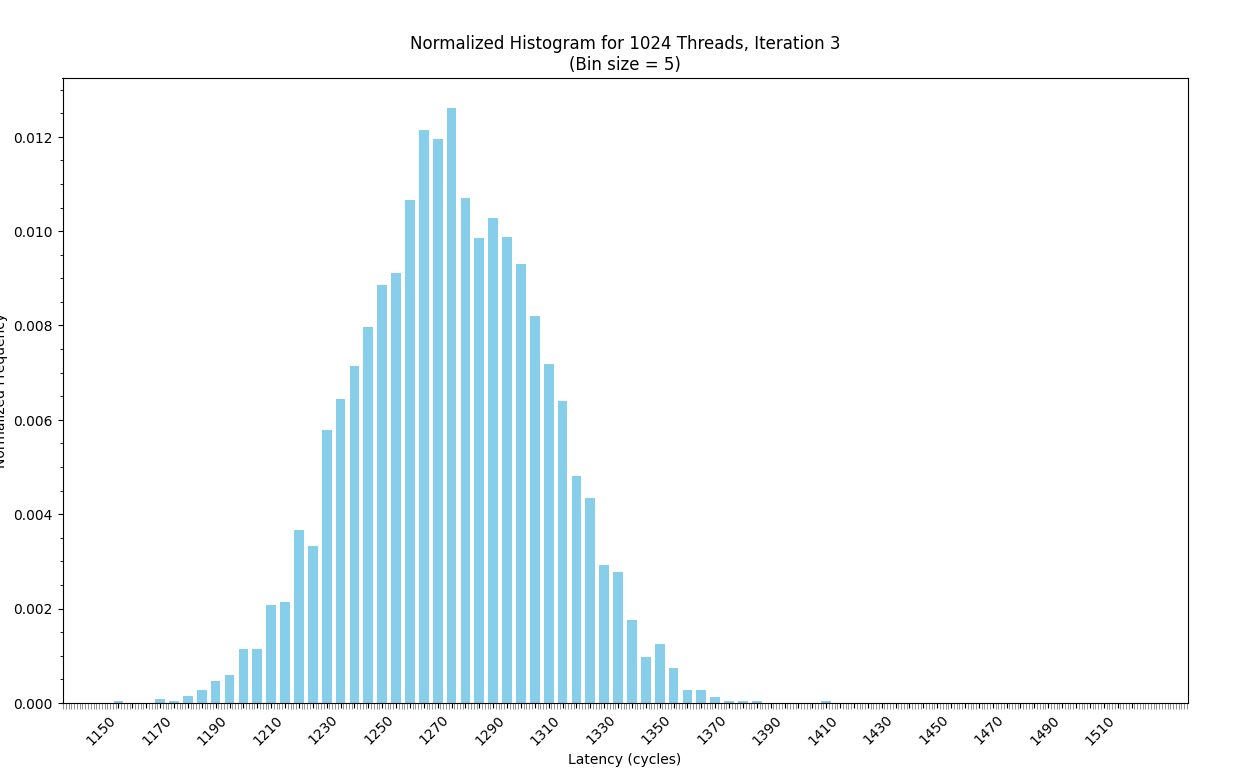 Normalized Histogram for 1024 Threads, Iteration 3
(Bin size = 5)
0.012
0.010
0.008
0.006
0.004
0.002
0.000
Normalized Frequency
1150 1170 1190 1210 1230 1250 1270 1290 1310 1330 1350 1370 1390 1410 1430 1450 1470 1490 1510
Latency (cycles)